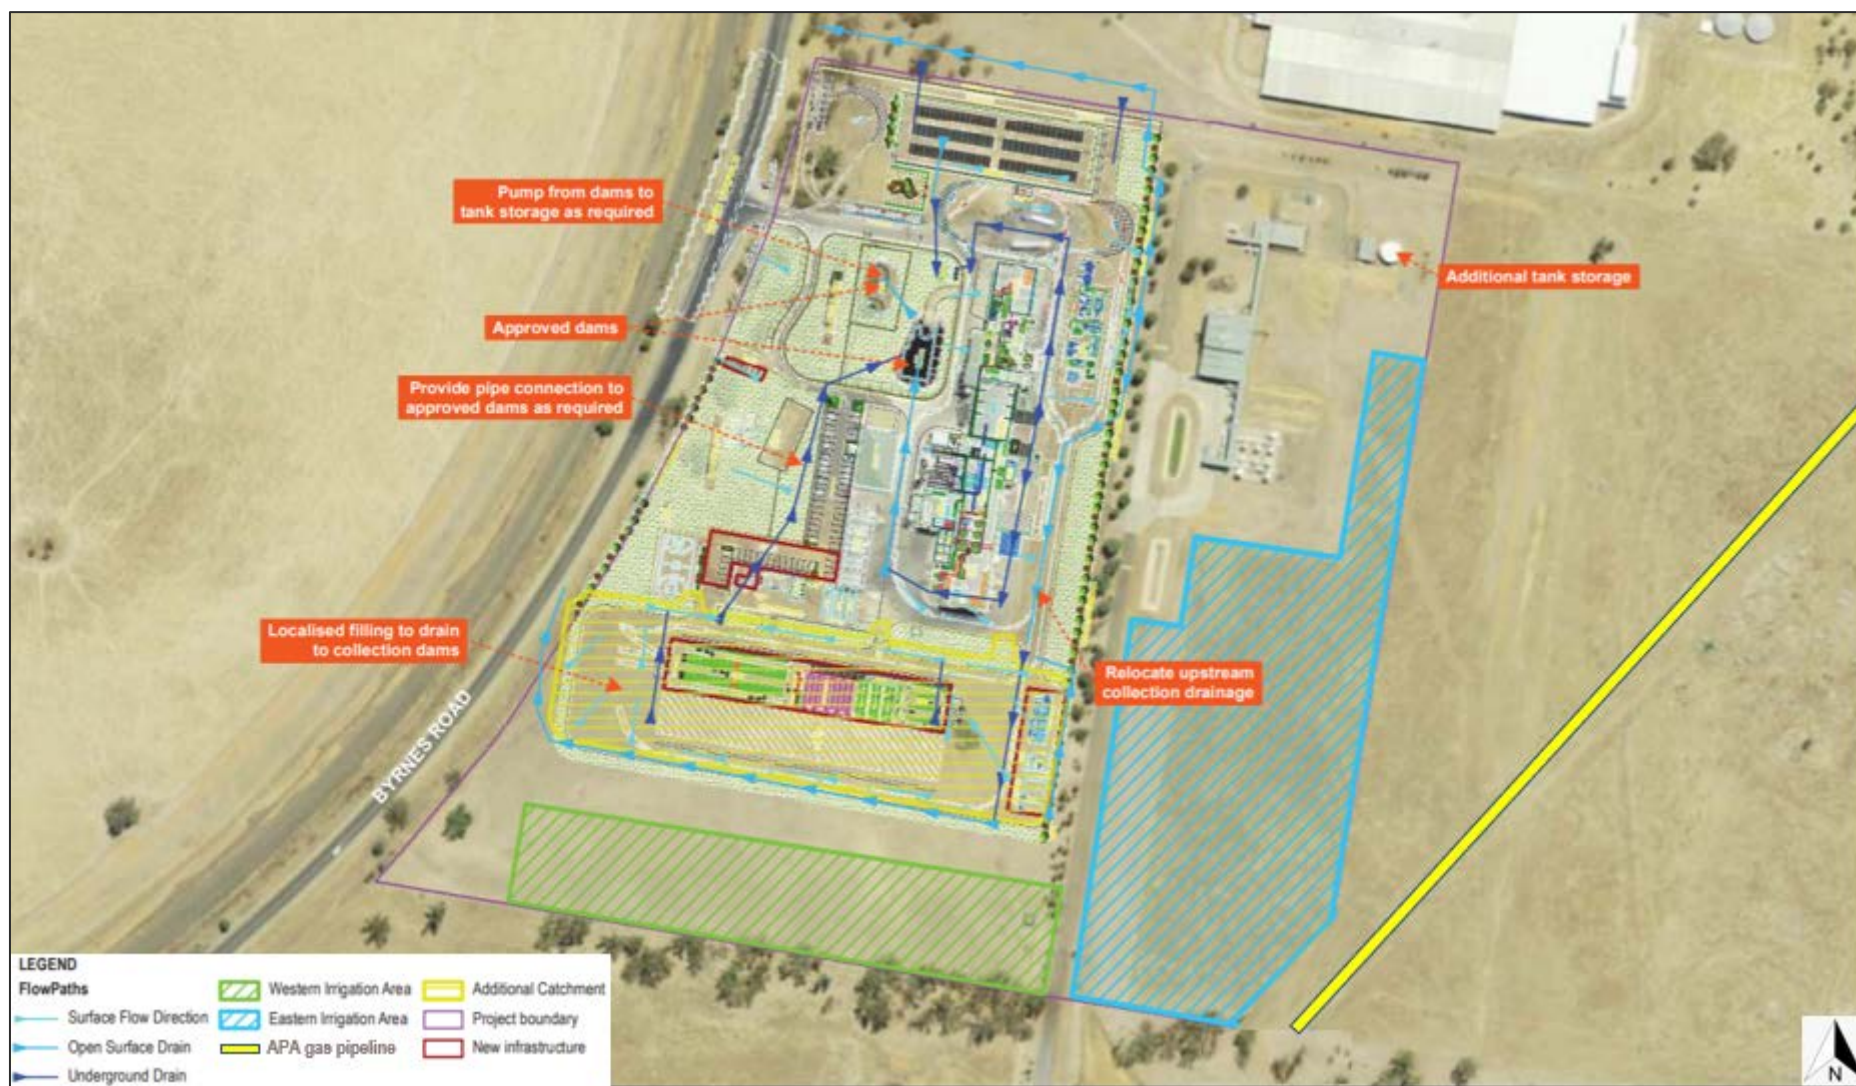 Pump from dams to
tank storage as required
Additional tank storage
Approved dams
Provide pipe connection to
approved dams as required
Localised filling to drain
to collection dams
Relocate upstream
collection drainage
BYRNES ROAD
LEGEND
FlowPaths
Surface Flow Direction
Open Surface Drain
Underground Drain
Western Irrigation Area
Eastern Irrigation Area
APA gas pipeline
Additional Catchment
Project boundary
New infrastructure
N